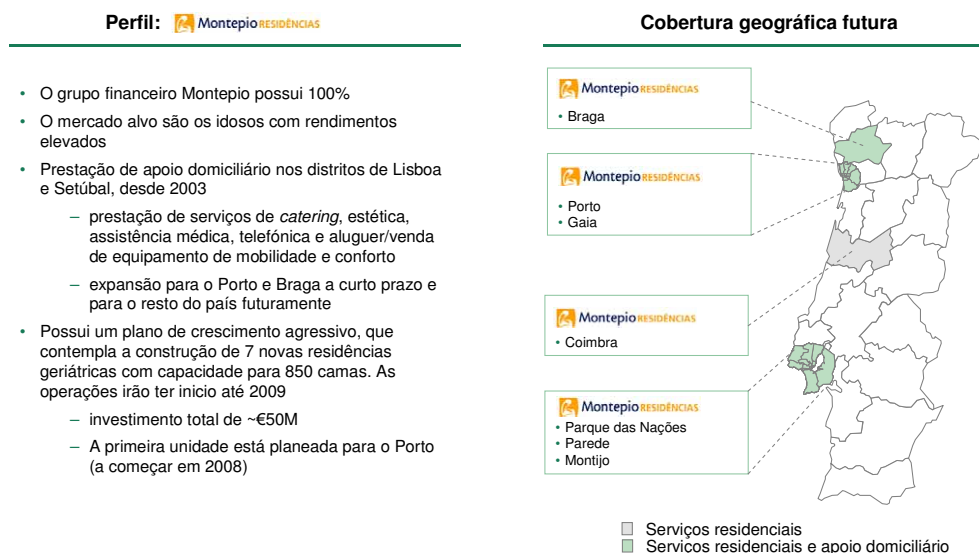 Perfil: Montepio RESIDÊNCIAS
• O grupo financeiro Montepio possui 100%
• O mercado alvo são os idosos com rendimentos
elevados
• Prestação de apoio domiciliário nos distritos de Lisboa
e Setúbal, desde 2003
– prestação de serviços de catering, estética,
assistência médica, telefónica e aluguer/venda
de equipamento de mobilidade e conforto
– expansão para o Porto e Braga a curto prazo e
para o resto do país futuramente
• Possui um plano de crescimento agressivo, que
contempla a construção de 7 novas residências
geriátricas com capacidade para 850 camas. As
operações irão ter inicio até 2009
– investimento total de ~€50M
– A primeira unidade está planeada para o Porto
(a começar em 2008)
Cobertura geográfica futura
Montepio RESIDÊNCIAS
• Braga
Montepio RESIDÊNCIAS
• Porto
• Gaia
Montepio RESIDÊNCIAS
• Coimbra
Montepio RESIDÊNCIAS
• Parque das Nações
• Parede
• Montijo
Serviços residenciais
Serviços residenciais e apoio domiciliário